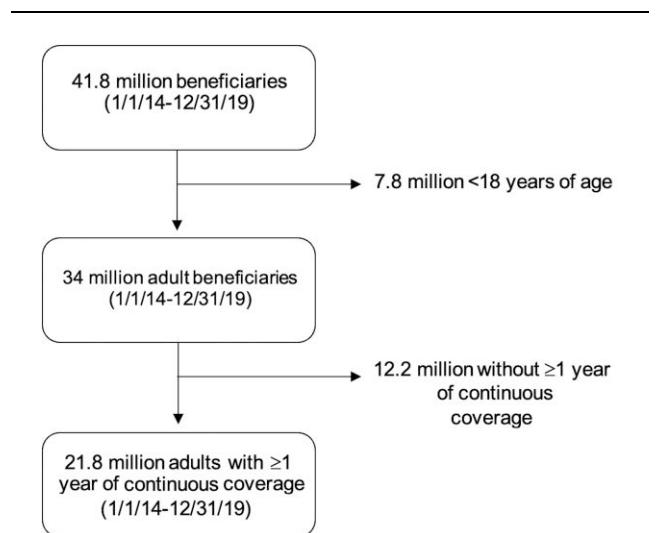 41.8 million beneficiaries
(1/1/14-12/31/19)
7.8 million <18 years of age
34 million adult beneficiaries
(1/1/14-12/31/19)
12.2 million without ≥1 year
of continuous
coverage
21.8 million adults with ≥1
year of continuous coverage
(1/1/14-12/31/19)